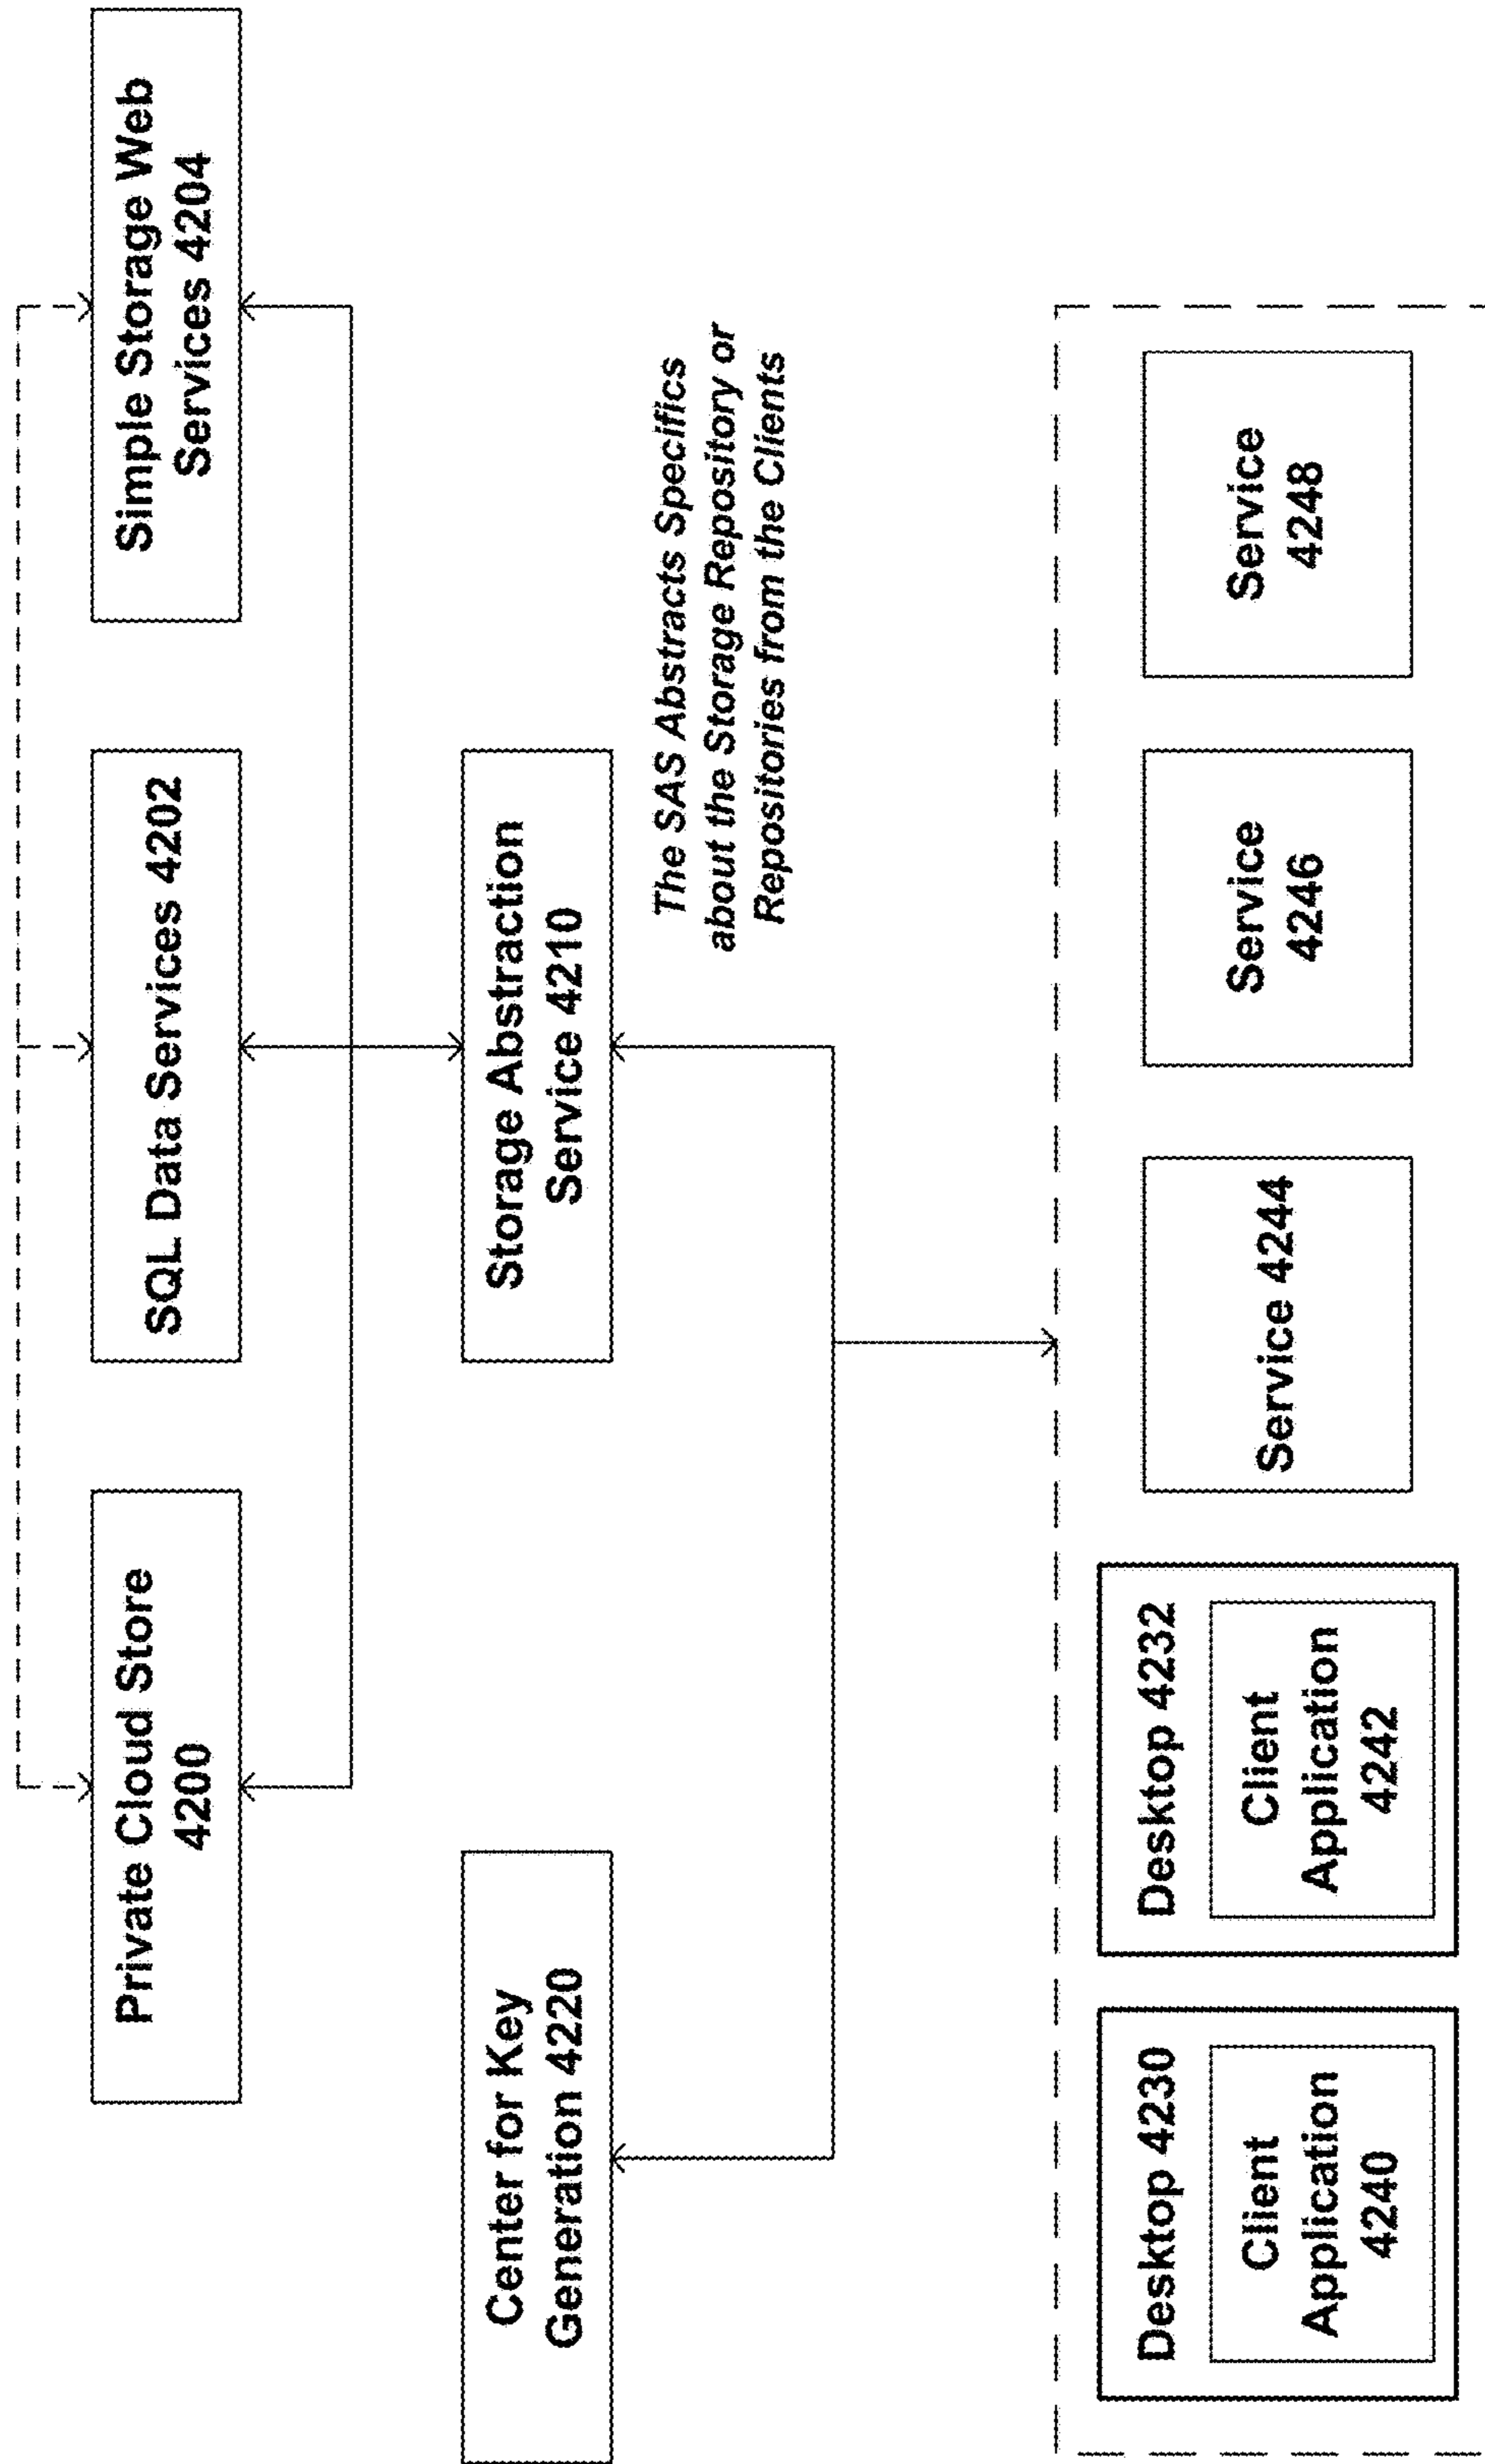 Private Cloud Store
4200
SQL Data Services 4202
Simple Storage Web
Services 4204
Center for Key
Generation 4220
Storage Abstraction
Service 4210
The SAS Abstracts Specifics
about the Storage Repository or
Repositories from the Clients
Desktop 4230
Client
Application
4240
Desktop 4232
Client
Application
4242
Service 4244
Service
4246
Service
4248